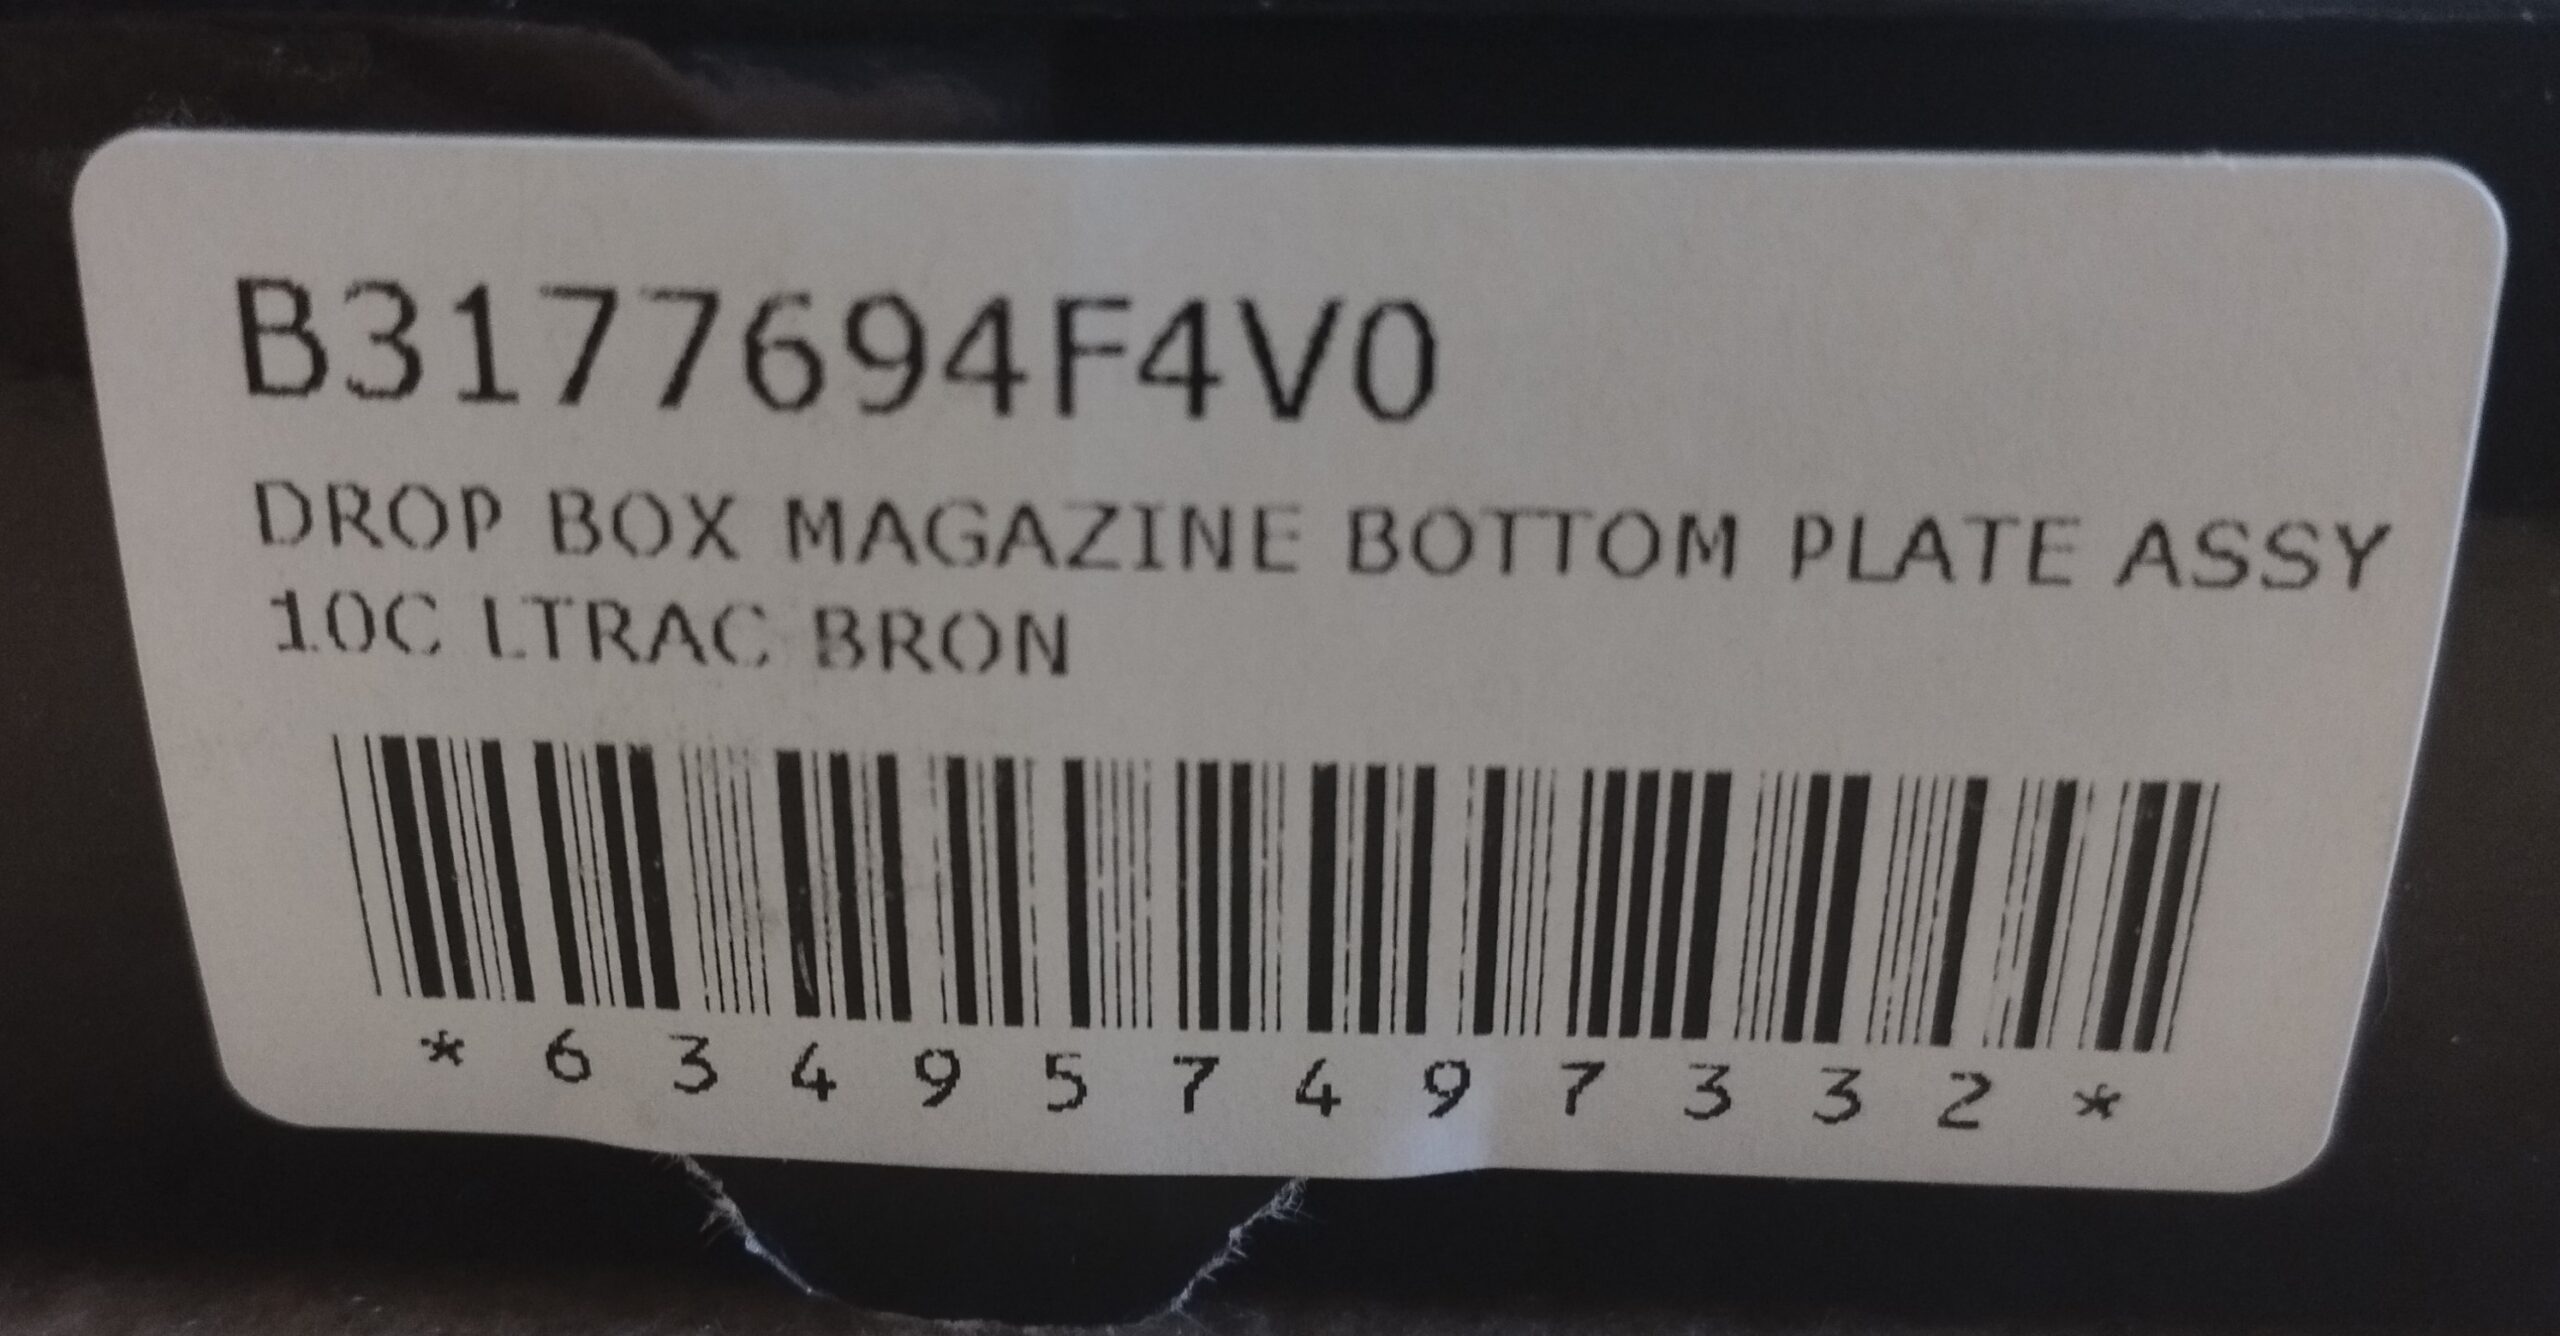 B3177694F4V0
DROP BOX MAGAZINE BOTTOM PLATE ASSY
10C LTRAC BRON
*634957497332*